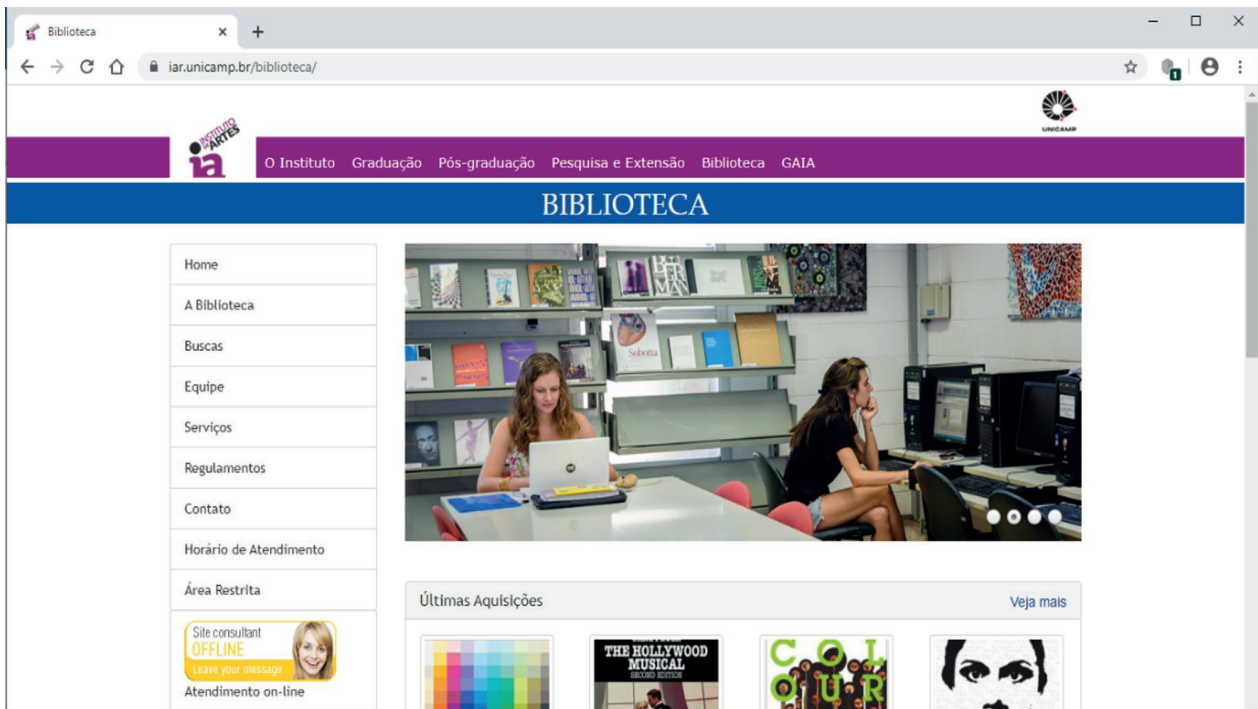 Biblioteca
iar.unicamp.br/biblioteca/
1
UNICAMP
INSTITUTO
DE ARTES
ia
O Instituto Graduação Pós-graduação Pesquisa e Extensão Biblioteca GAIA
BIBLIOTECA
Home
A Biblioteca
Buscas
Equipe
Serviços
Regulamentos
Contato
Horário de Atendimento
Área Restrita
Site consultant
OFFLINE
Leave your message
Atendimento on-line
Sobotta
Últimas Aquisições Veja mais
THE HOLLYWOOD
MUSICAL
SECOND EDITION
COL
OUR